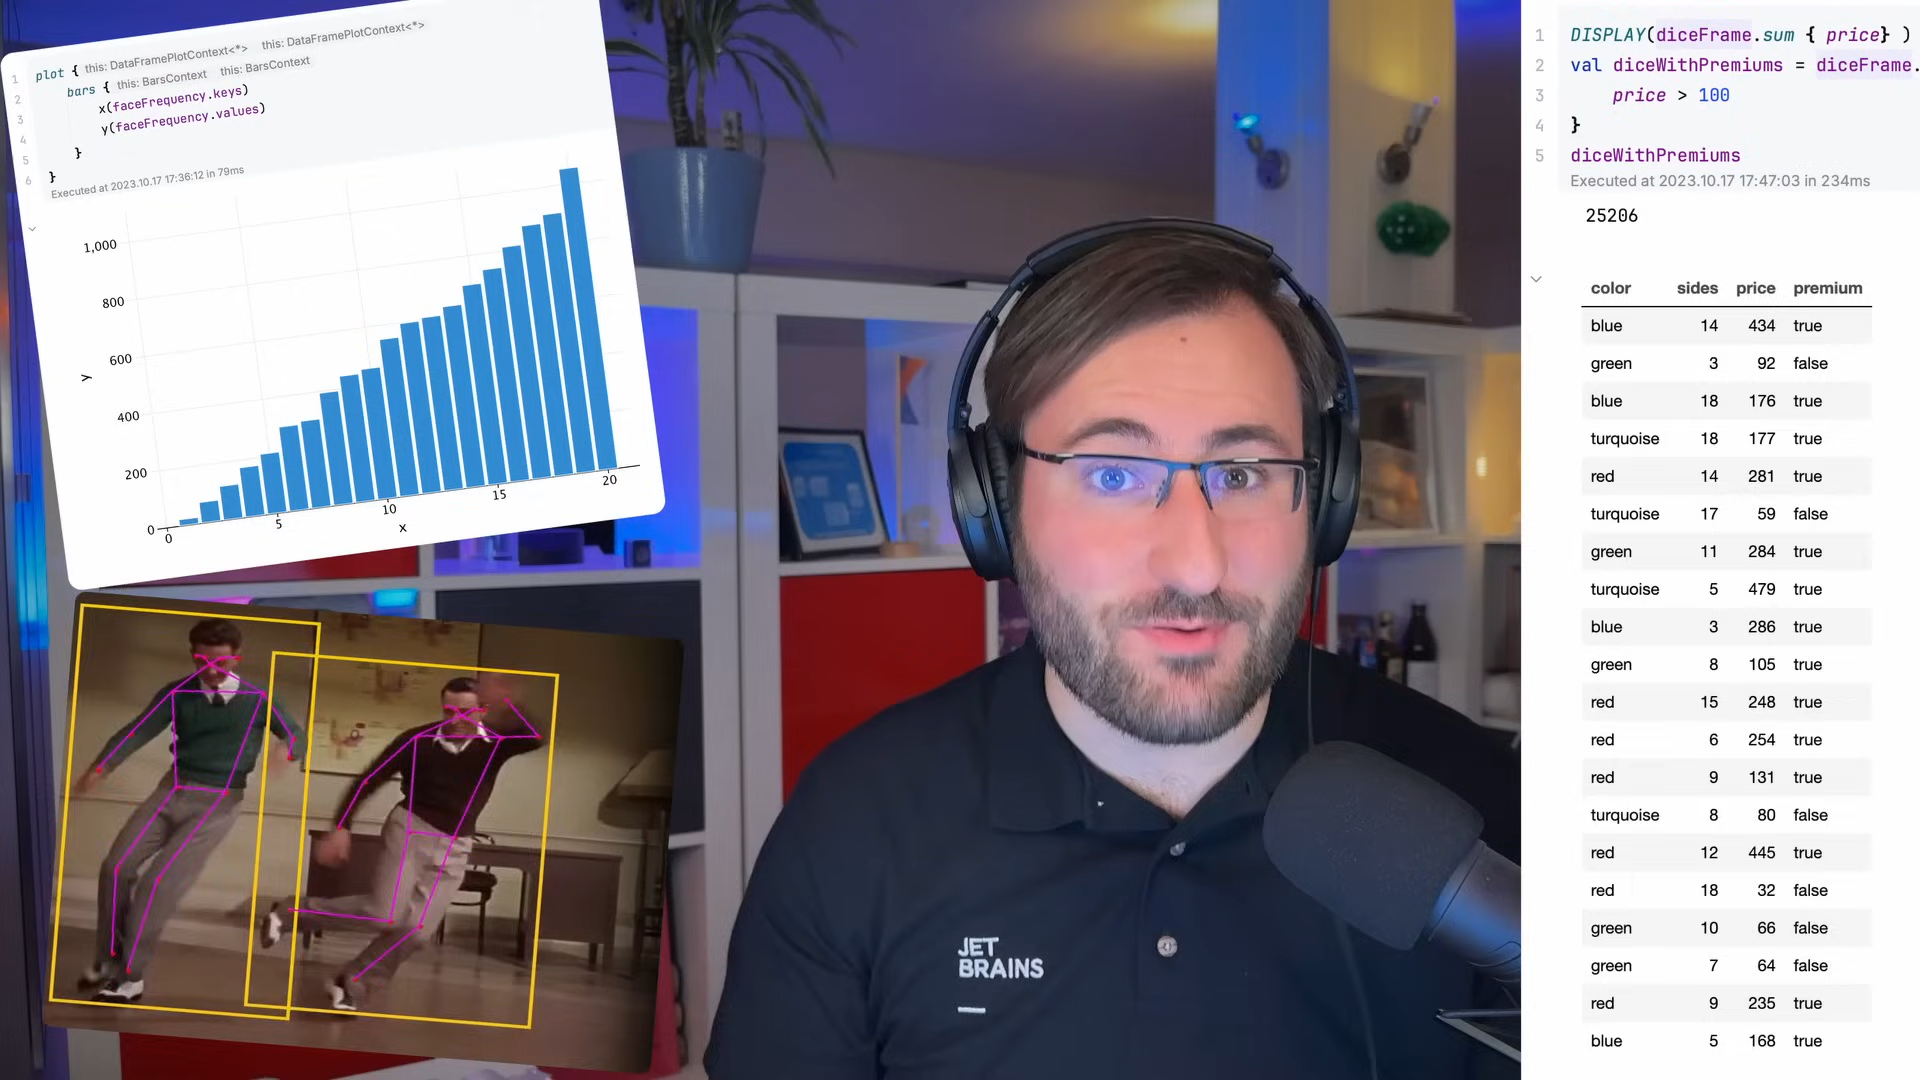 1 plot { this: DataFramePlotContext<*> this: DataFramePlotContext<*>
2 bars { this: BarsContext this: BarsContext
3 x(faceFrequency.keys)
4 y(faceFrequency.values)
5 }
6 }
Executed at 2023.10.17 17:36:12 in 79ms
1,000
800
600
400
200
0
y
0 5 10 15 20
x
JET
BRAINS
1 DISPLAY(diceFrame.sum { price} )
2 val diceWithPremiums = diceFrame.
3 price > 100
4 }
5 diceWithPremiums
Executed at 2023.10.17 17:47:03 in 234ms
25206
color sides price premium
blue 14 434 true
green 3 92 false
blue 18 176 true
turquoise 18 177 true
red 14 281 true
turquoise 17 59 false
green 11 284 true
turquoise 5 479 true
blue 3 286 true
green 8 105 true
red 15 248 true
red 6 254 true
red 9 131 true
turquoise 8 80 false
red 12 445 true
red 18 32 false
green 10 66 false
green 7 64 false
red 9 235 true
blue 5 168 true